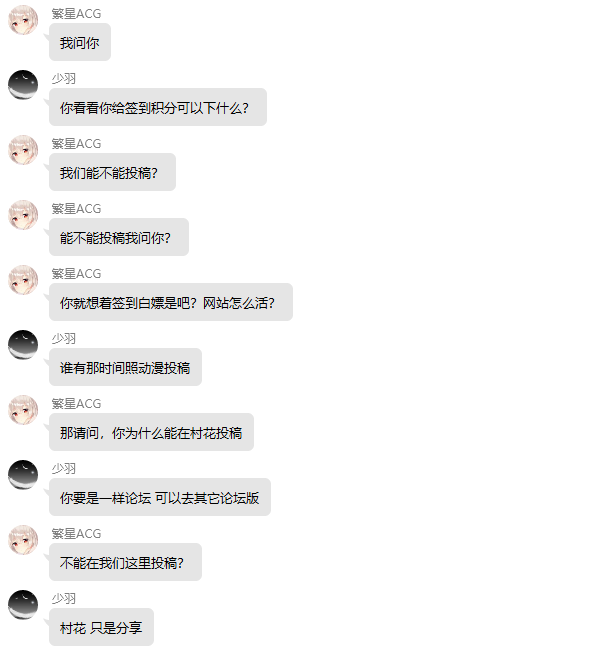 繁星ACG
我问你
少羽
你看看你给签到积分可以下什么？
繁星ACG
我们能不能投稿？
繁星ACG
能不能投稿我问你？
繁星ACG
你就想着签到白嫖是吧？网站怎么活？
少羽
谁有那时间照动漫投稿
繁星ACG
那请问，你为什么能在村花投稿
少羽
你要是一样论坛 可以去其它论坛版
繁星ACG
不能在我们这里投稿？
少羽
村花 只是分享